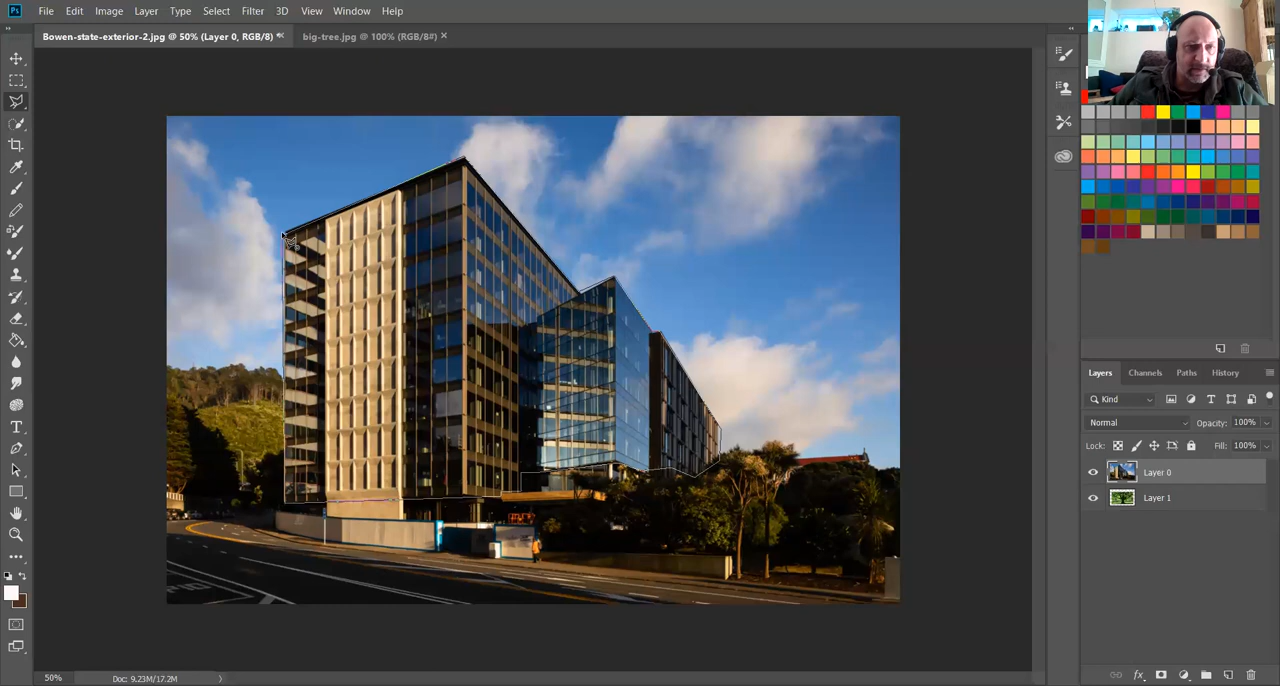 Ps File Edit Image Layer Type Select Filter 3D View Window Help
Bowen-state-exterior-2.jpg @ 50% (Layer 0, RGB/8) * big-tree.jpg @ 100% (RGB/8#)
Layers Channels Paths History
Kind
Normal Opacity: 100%
Lock: Fill: 100%
Layer 0
Layer 1
50% Doc: 9.23M/17.2M